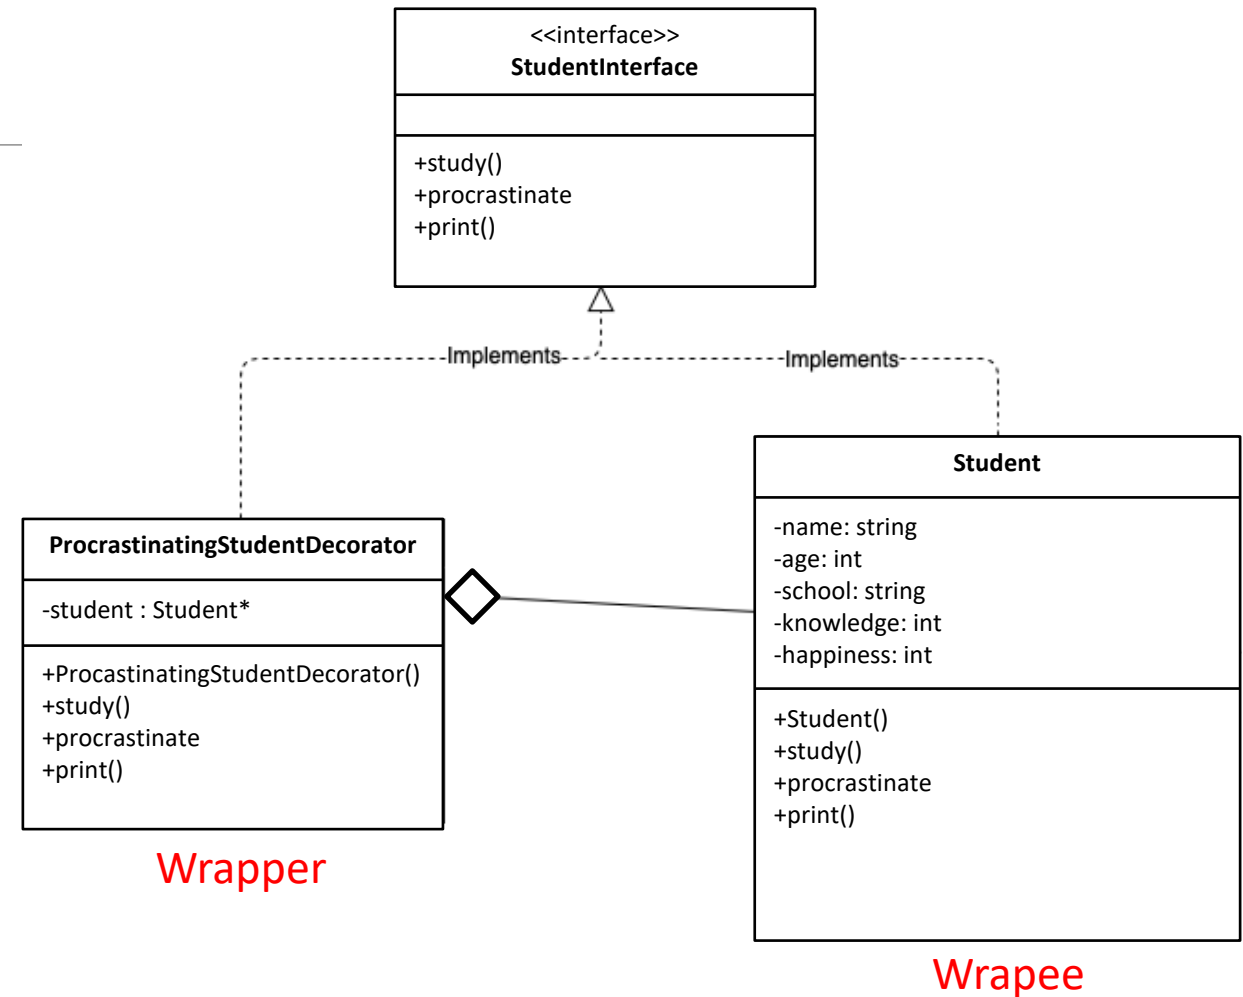 <<interface>>
StudentInterface
+study()
+procrastinate
+print()
Implements
Implements
ProcrastinatingStudentDecorator
-student : Student*
+ProcastinatingStudentDecorator()
+study()
+procrastinate
+print()
Wrapper
Student
-name: string
-age: int
-school: string
-knowledge: int
-happiness: int
+Student()
+study()
+procrastinate
+print()
Wrapee